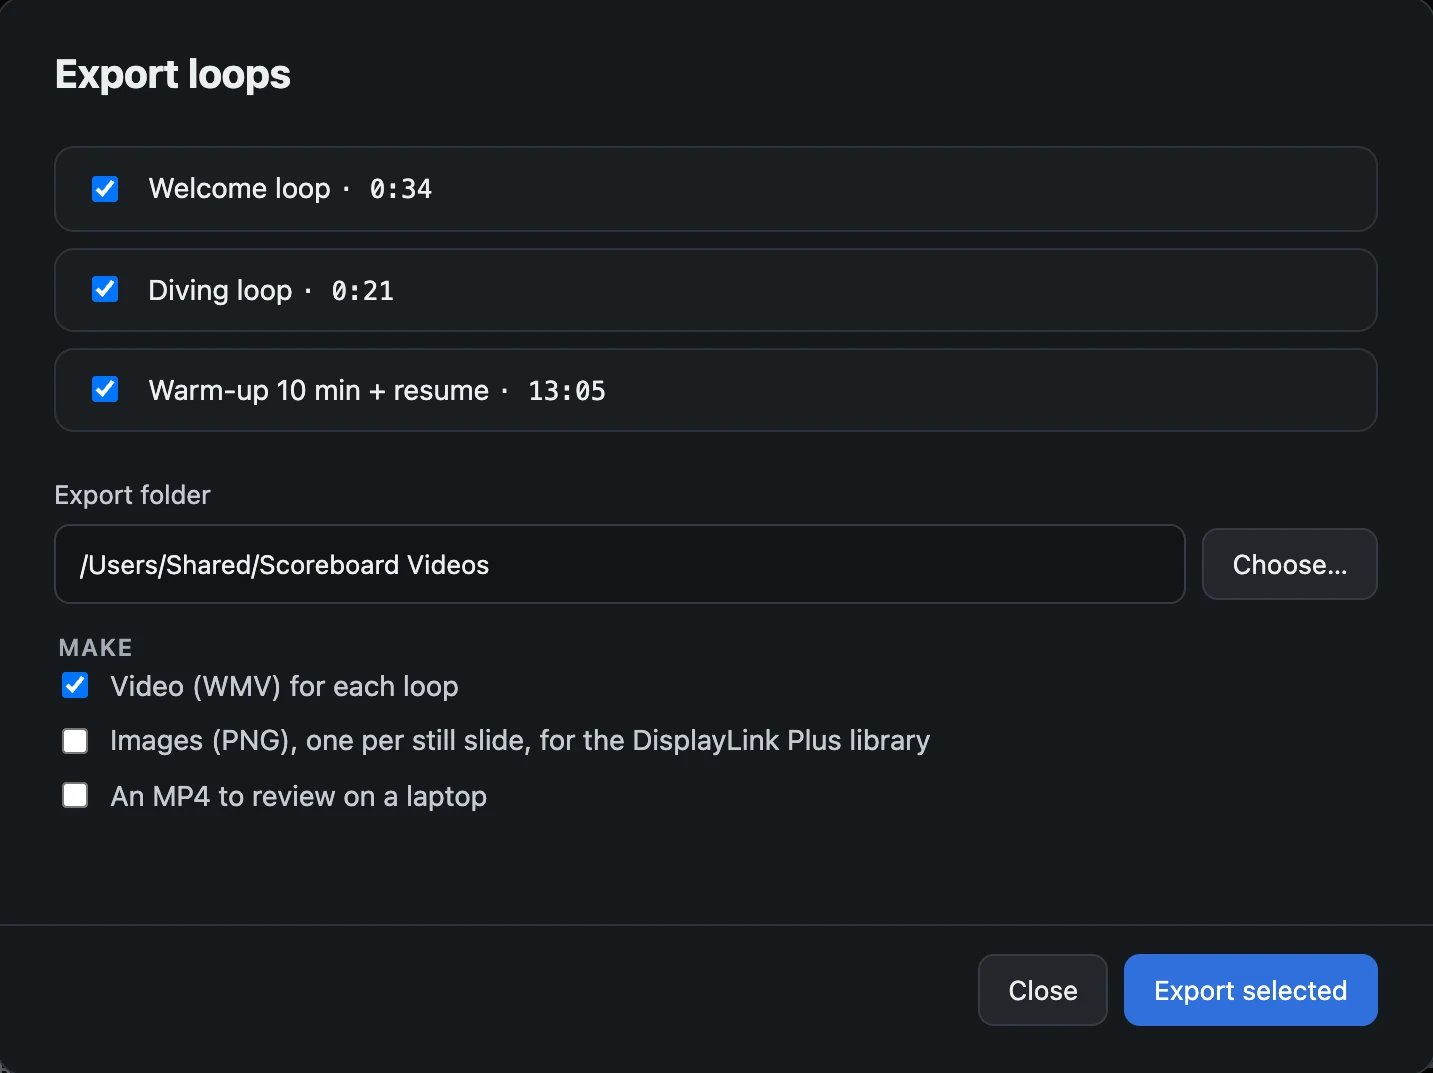 Export loops
Welcome loop · 0:34
Diving loop · 0:21
Warm-up 10 min + resume · 13:05
Export folder
/Users/Shared/Scoreboard Videos
Choose...
MAKE
Video (WMV) for each loop
Images (PNG), one per still slide, for the DisplayLink Plus library
An MP4 to review on a laptop
Close
Export selected